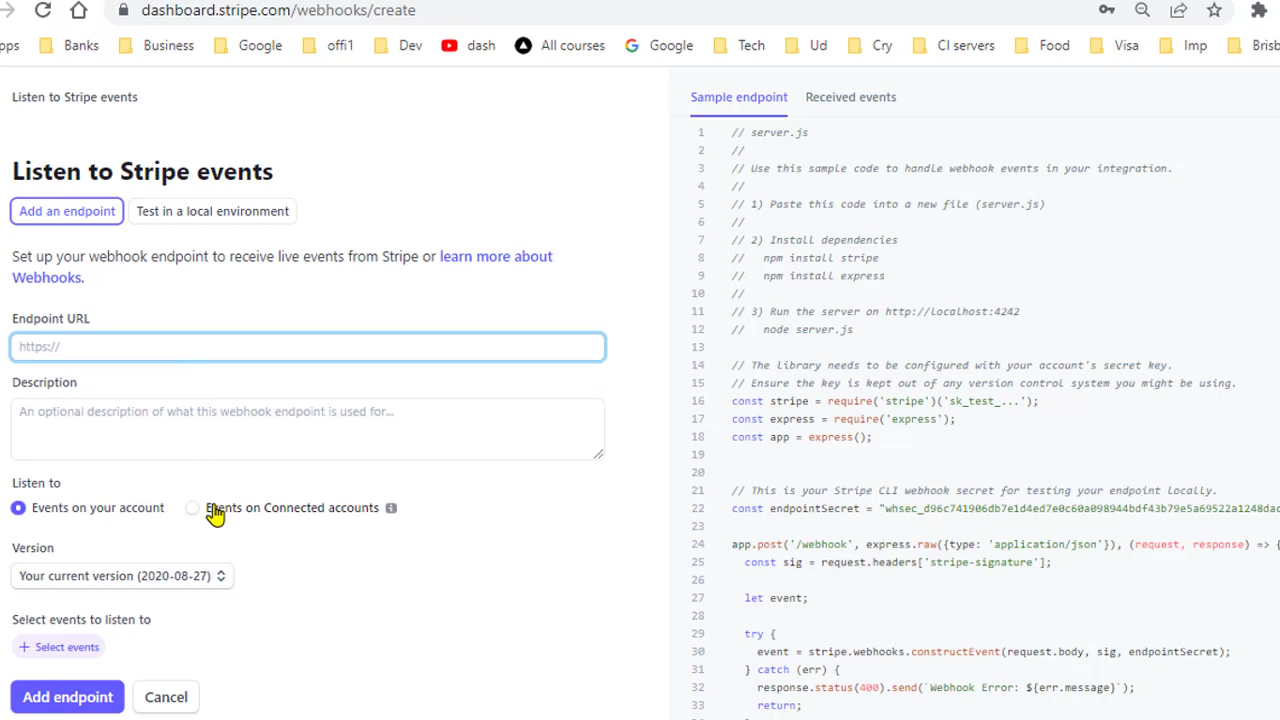 dashboard.stripe.com/webhooks/create
pps Banks Business Google offi1 Dev dash All courses Google Tech Ud Cry CI servers Food Visa Imp Brisb
Listen to Stripe events
Listen to Stripe events
Add an endpoint Test in a local environment
Set up your webhook endpoint to receive live events from Stripe or learn more about
Webhooks.
Endpoint URL
https://
Description
An optional description of what this webhook endpoint is used for...
Listen to
Events on your account Events on Connected accounts
Version
Your current version (2020-08-27)
Select events to listen to
+ Select events
Add endpoint Cancel
Sample endpoint Received events
1 // server.js
2 //
3 // Use this sample code to handle webhook events in your integration.
4 //
5 // 1) Paste this code into a new file (server.js)
6 //
7 // 2) Install dependencies
8 // npm install stripe
9 // npm install express
10 //
11 // 3) Run the server on http://localhost:4242
12 // node server.js
13
14 // The library needs to be configured with your account's secret key.
15 // Ensure the key is kept out of any version control system you might be using.
16 const stripe = require('stripe')('sk_test_...');
17 const express = require('express');
18 const app = express();
19
20
21 // This is your Stripe CLI webhook secret for testing your endpoint locally.
22 const endpointSecret = "whsec_d96c741906db7e1d4ed7e0c60a098944bdf43b79e5a69522a1248dac
23
24 app.post('/webhook', express.raw({type: 'application/json'}), (request, response) => {
25 const sig = request.headers['stripe-signature'];
26
27 let event;
28
29 try {
30 event = stripe.webhooks.constructEvent(request.body, sig, endpointSecret);
31 } catch (err) {
32 response.status(400).send(`Webhook Error: ${err.message}`);
33 return;